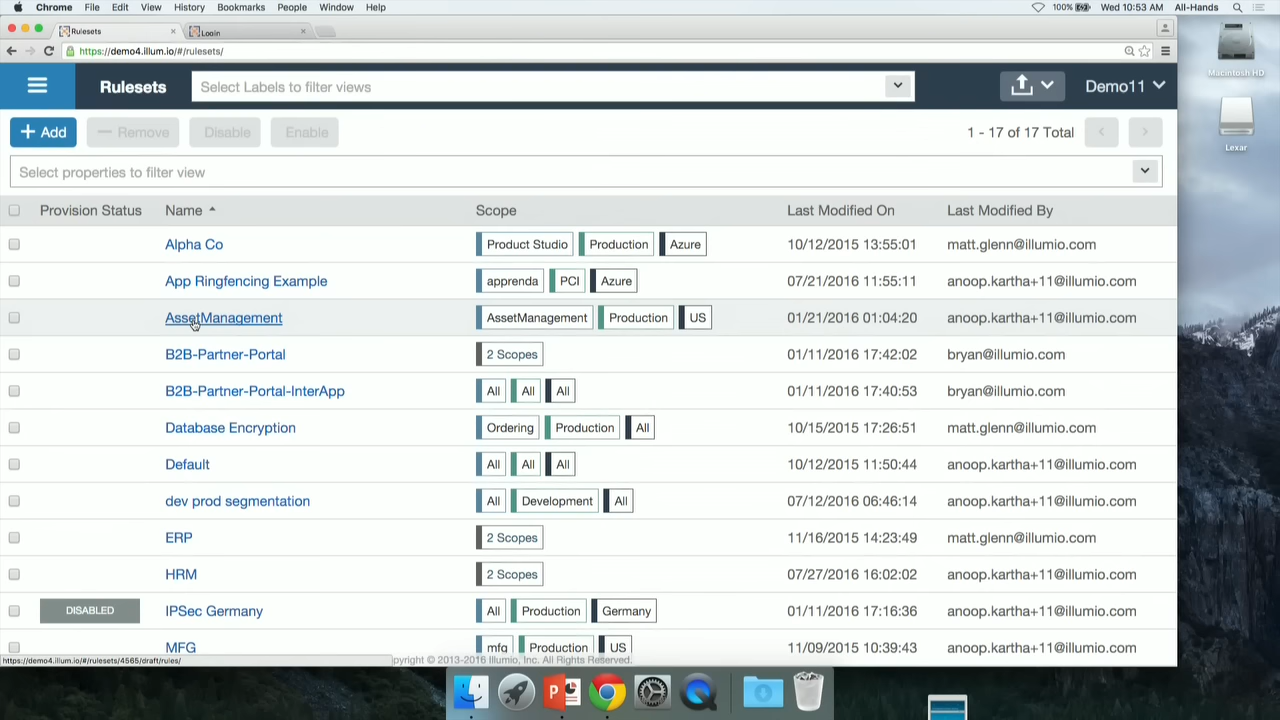 Chrome File Edit View History Bookmarks People Window Help 100% Wed 10:53 AM All-Hands
Rulesets Login
https://demo4.illum.io/#/rulesets/
Macintosh HD
Rulesets Select Labels to filter views Demo11
+ Add — Remove Disable Enable 1 - 17 of 17 Total
Lexar
Select properties to filter view
Provision Status Name Scope Last Modified On Last Modified By
Alpha Co Product Studio Production Azure 10/12/2015 13:55:01 matt.glenn@illumio.com
App Ringfencing Example apprenda PCI Azure 07/21/2016 11:55:11 anoop.kartha+11@illumio.com
AssetManagement AssetManagement Production US 01/21/2016 01:04:20 anoop.kartha+11@illumio.com
B2B-Partner-Portal 2 Scopes 01/11/2016 17:42:02 bryan@illumio.com
B2B-Partner-Portal-InterApp All All All 01/11/2016 17:40:53 bryan@illumio.com
Database Encryption Ordering Production All 10/15/2015 17:26:51 matt.glenn@illumio.com
Default All All All 10/12/2015 11:50:44 anoop.kartha+11@illumio.com
dev prod segmentation All Development All 07/12/2016 06:46:14 anoop.kartha+11@illumio.com
ERP 2 Scopes 11/16/2015 14:23:49 matt.glenn@illumio.com
HRM 2 Scopes 07/27/2016 16:02:02 anoop.kartha+11@illumio.com
DISABLED IPSec Germany All Production Germany 01/11/2016 17:16:36 anoop.kartha+11@illumio.com
MFG mfg Production US 11/09/2015 10:39:43 anoop.kartha+11@illumio.com
https://demo4.illum.io/#/rulesets/4565/draft/rules/ pyright © 2013-2016 Illumio, Inc. All Rights Reserved.